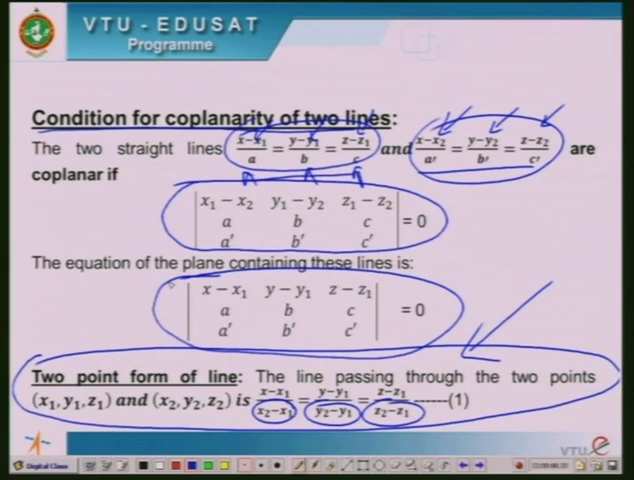 VTU - EDUSAT
Programme
Condition for coplanarity of two lines:
The two straight lines x−x₁/a = y−y₁/b = z−z₁/c and x−x₂/a′ = y−y₂/b′ = z−z₂/c′ are
coplanar if
| x₁ − x₂ y₁ − y₂ z₁ − z₂ |
| a b c | = 0
| a′ b′ c′ |
The equation of the plane containing these lines is:
| x − x₁ y − y₁ z − z₁ |
| a b c | = 0
| a′ b′ c′ |
Two point form of line: The line passing through the two points
(x₁, y₁, z₁) and (x₂, y₂, z₂) is x−x₁/x₂−x₁ = y−y₁/y₂−y₁ = z−z₁/z₂−z₁ ------(1)
VTU e
Digital Class